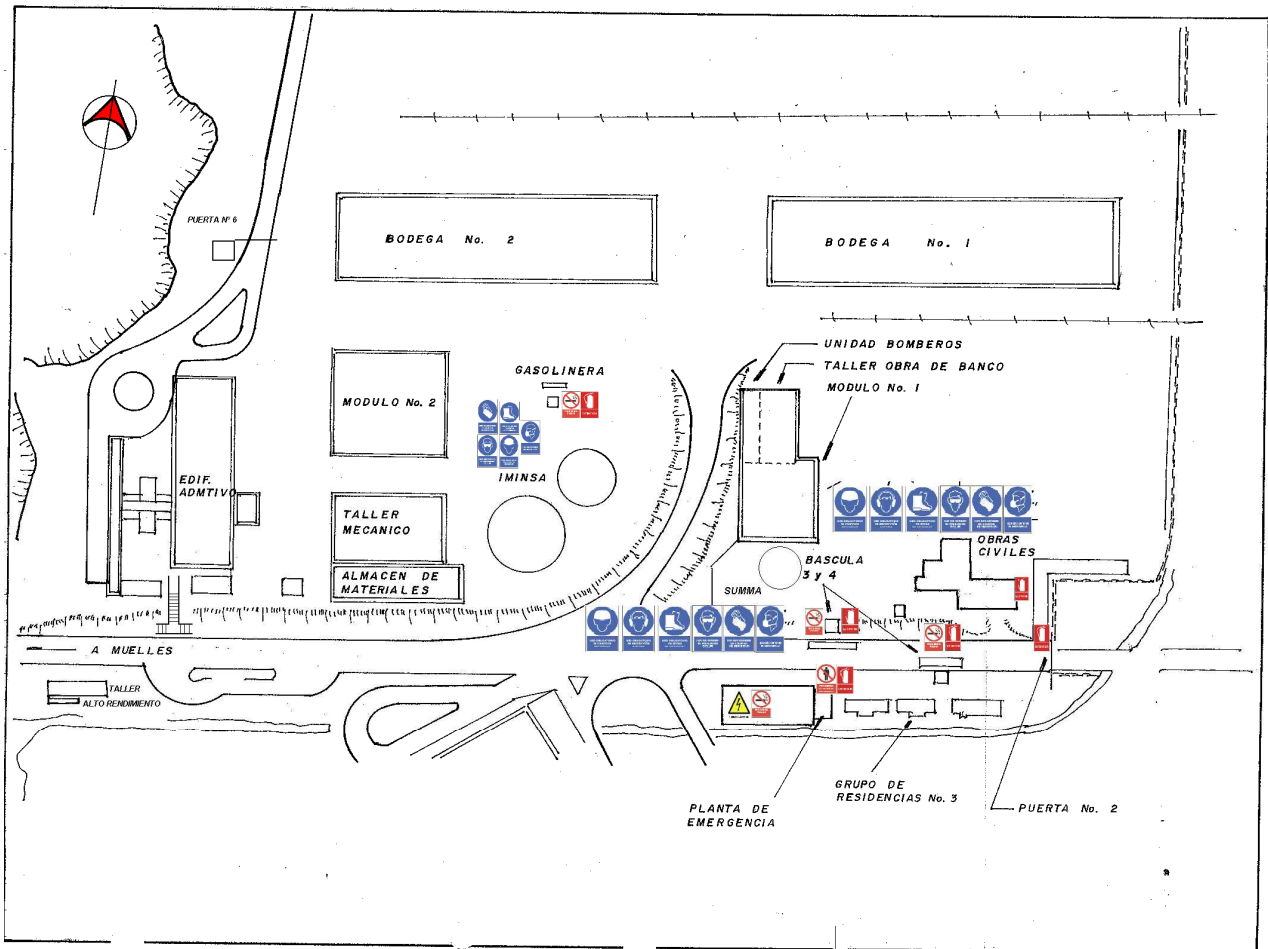 PUERTA Nº 6
BODEGA No. 2
BODEGA No. 1
UNIDAD BOMBEROS
TALLER OBRA DE BANCO
MODULO No. 1
GASOLINERA
MODULO No. 2
IMINSA
EDIF.
ADMTIVO
TALLER
MECANICO
ALMACEN DE
MATERIALES
OBRAS
CIVILES
BASCULA
3 y 4
SUMMA
A MUELLES
TALLER
ALTO RENDIMIENTO
GRUPO DE
RESIDENCIAS No. 3
PLANTA DE
EMERGENCIA
PUERTA No. 2